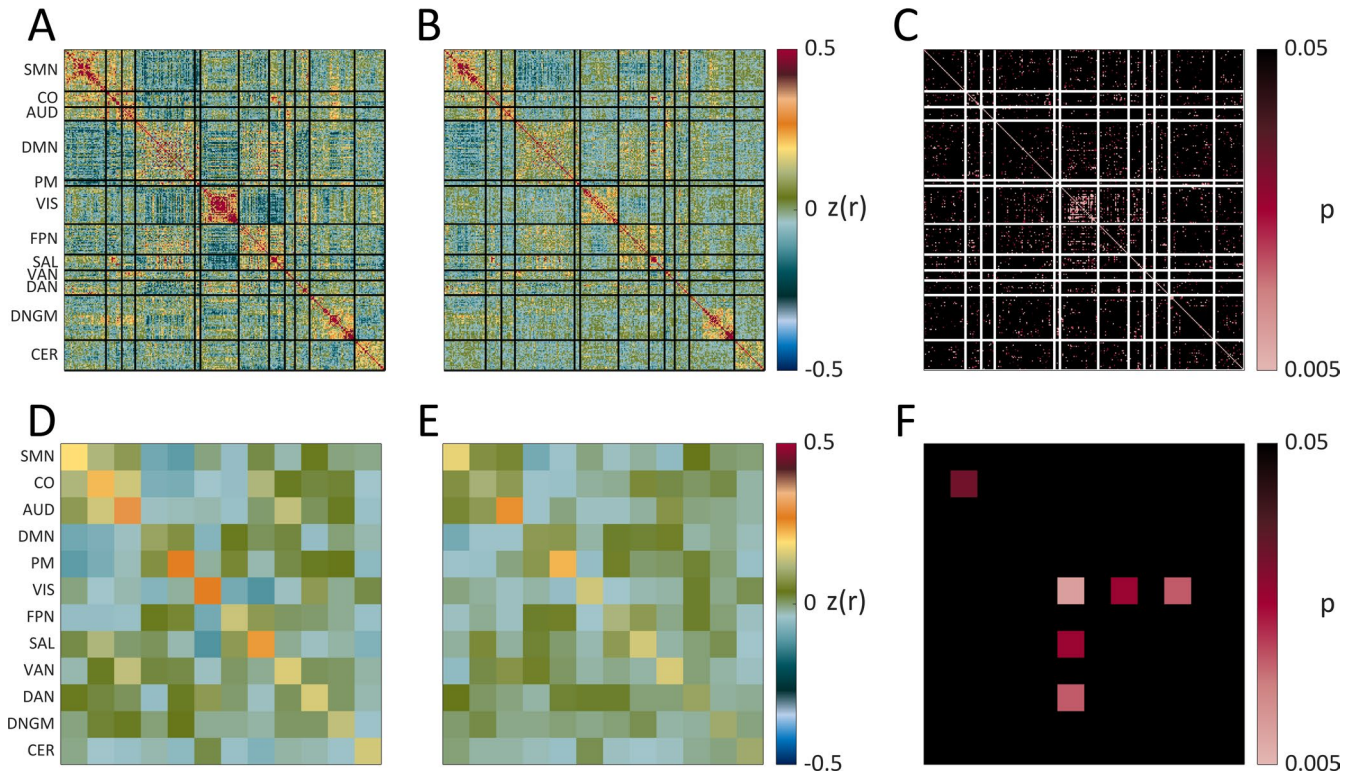 A
B
C
SMN
CO
AUD
DMN
PM
VIS
FPN
SAL
VAN
DAN
DNGM
CER
0.5
0 z(r)
-0.5
0.05
p
0.005
D
E
F
SMN
CO
AUD
DMN
PM
VIS
FPN
SAL
VAN
DAN
DNGM
CER
0.5
0 z(r)
-0.5
0.05
p
0.005